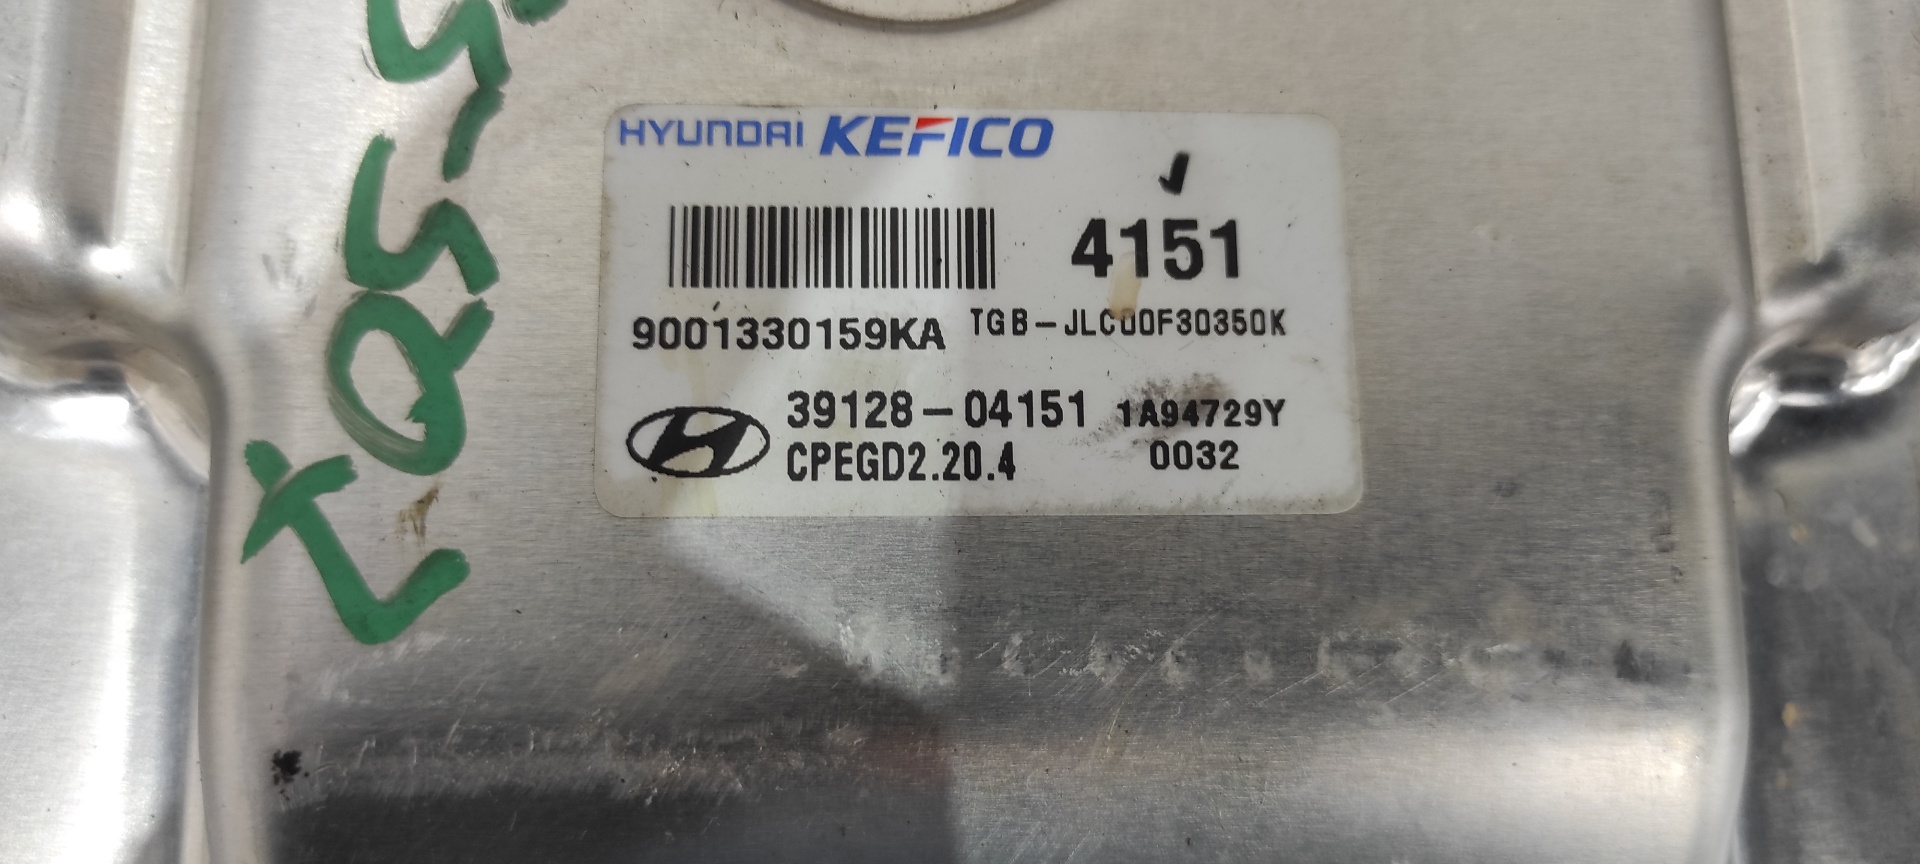 HYUNDAI KEFICO
4151
9001330159KA TGB-JLC00F30350K
39128-04151 1A94729Y
CPEGD2.20.4 0032